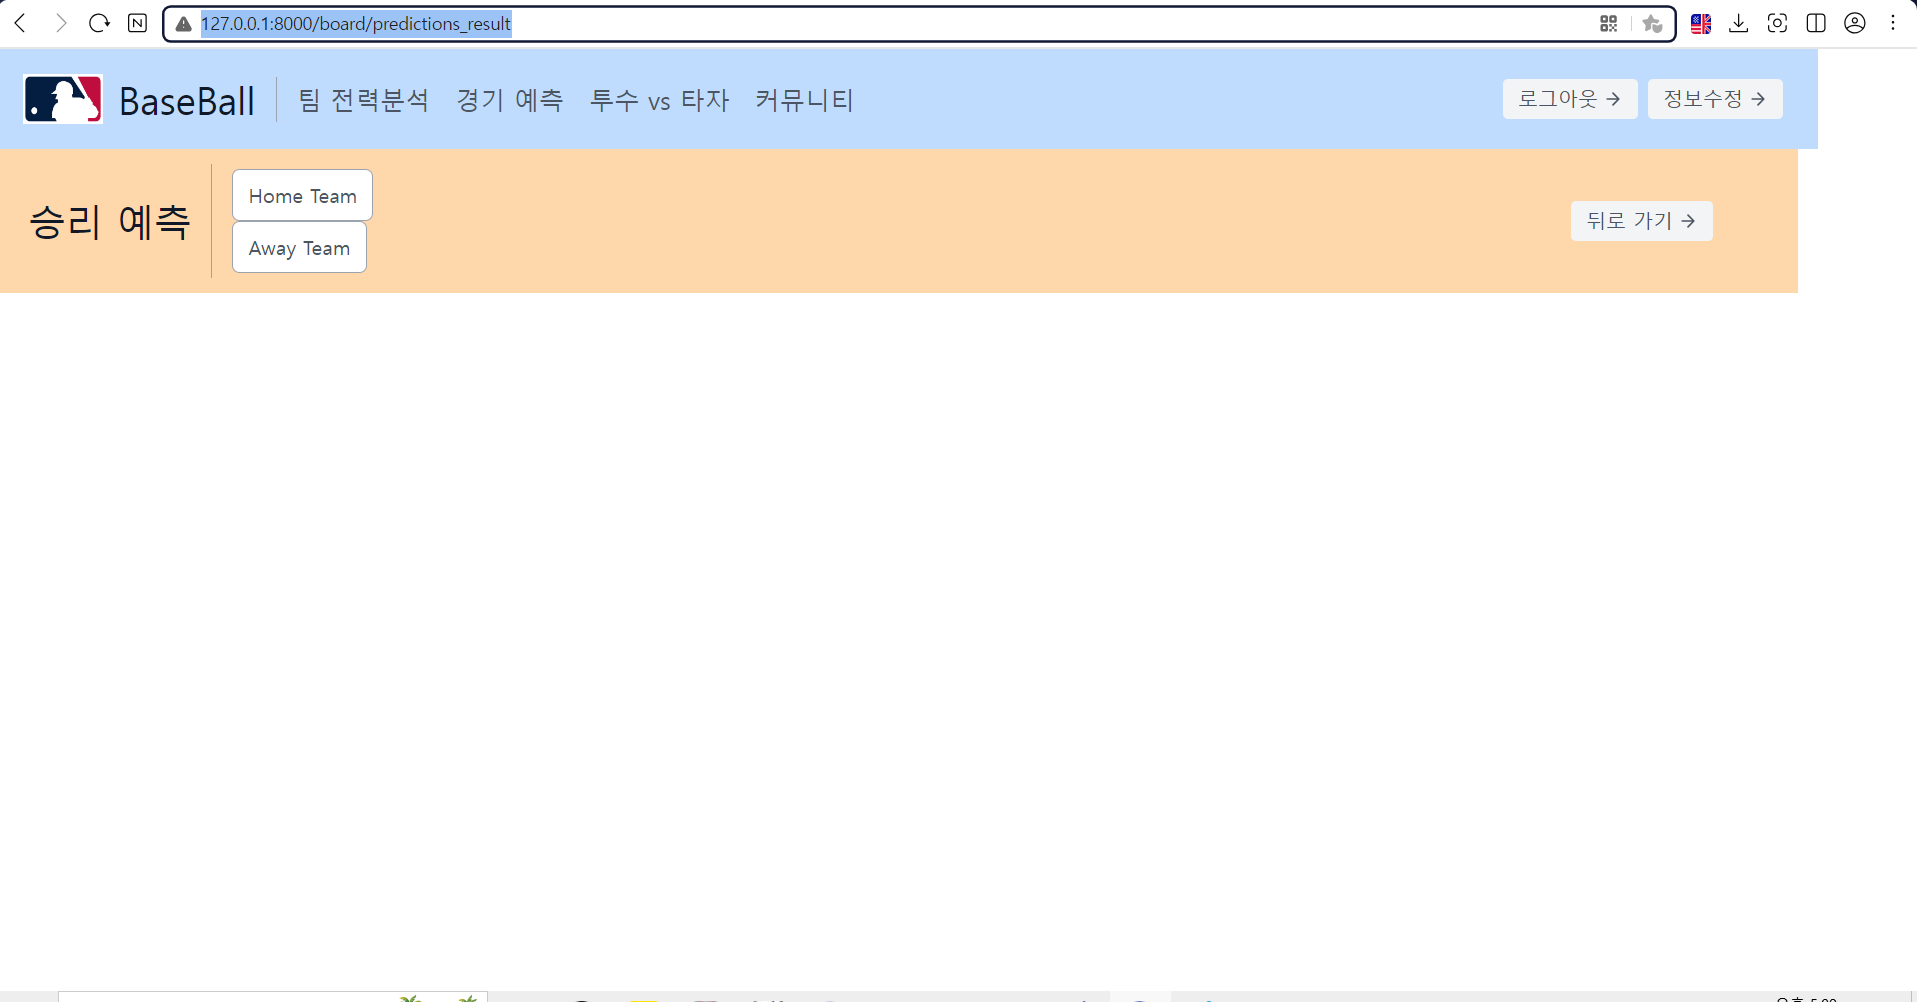 127.0.0.1:8000/board/predictions_result
BaseBall 팀 전력분석 경기 예측 투수 vs 타자 커뮤니티 로그아웃 → 정보수정 →
승리 예측
Home Team
Away Team
뒤로 가기 →